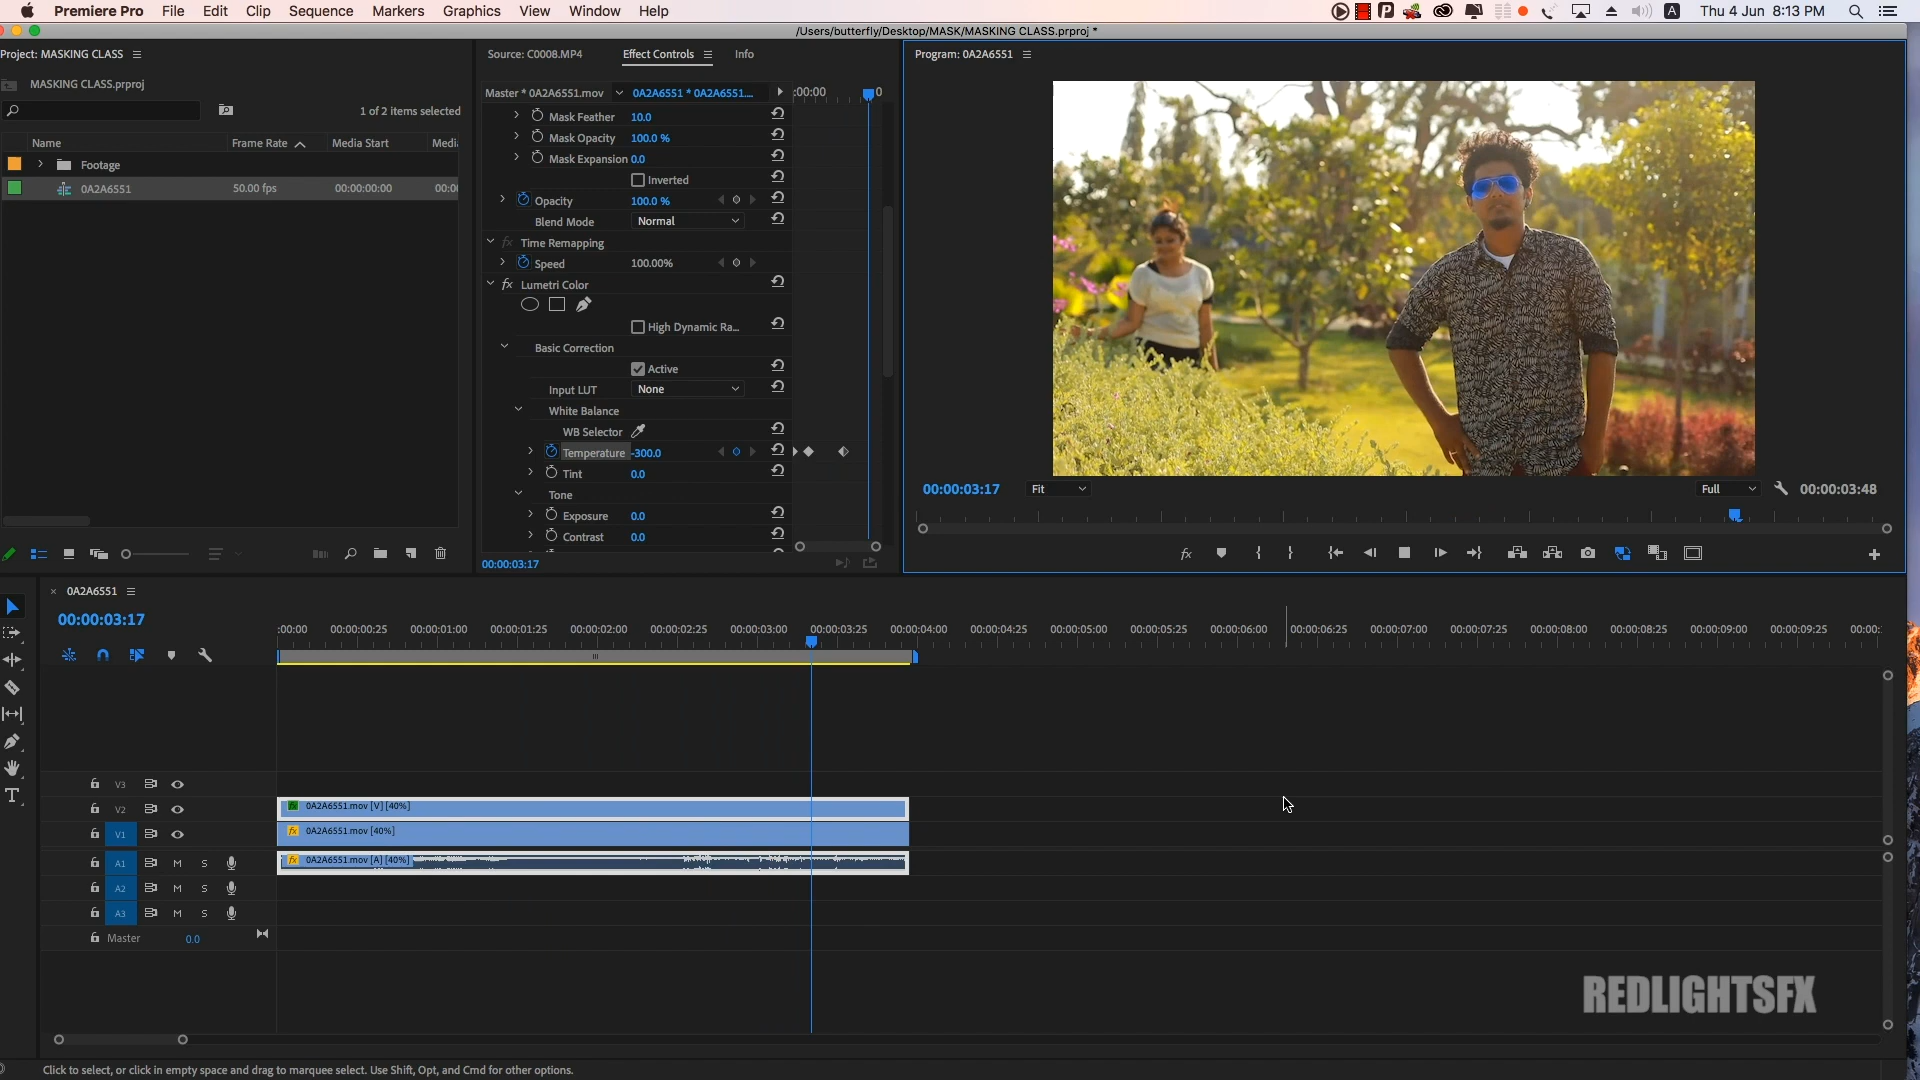 Premiere Pro File Edit Clip Sequence Markers Graphics View Window Help
A Thu 4 Jun 8:13 PM
/Users/butterfly/Desktop/MASK/MASKING CLASS.prproj *
Project: MASKING CLASS
MASKING CLASS.prproj
1 of 2 items selected
Name Frame Rate Media Start Medi
Footage
0A2A6551 50.00 fps 00:00:00:00 00:0
Source: C0008.MP4 Effect Controls Info
Master * 0A2A6551.mov 0A2A6551 * 0A2A6551.... :00:00 0
Mask Feather 10.0
Mask Opacity 100.0 %
Mask Expansion 0.0
Inverted
Opacity 100.0 %
Blend Mode Normal
fx Time Remapping
Speed 100.00%
fx Lumetri Color
High Dynamic Ra...
Basic Correction
Active
Input LUT None
White Balance
WB Selector
Temperature -300.0
Tint 0.0
Tone
Exposure 0.0
Contrast 0.0
00:00:03:17
Program: 0A2A6551
00:00:03:17 Fit Full 00:00:03:48
fx
0A2A6551
00:00:03:17
:00:00 00:00:00:25 00:00:01:00 00:00:01:25 00:00:02:00 00:00:02:25 00:00:03:00 00:00:03:25 00:00:04:00 00:00:04:25 00:00:05:00 00:00:05:25 00:00:06:00 00:00:06:25 00:00:07:00 00:00:07:25 00:00:08:00 00:00:08:25 00:00:09:00 00:00:09:25 00:00:
V3
V2 fx 0A2A6551.mov [V] [40%]
V1 fx 0A2A6551.mov [40%]
A1 M S fx 0A2A6551.mov [A] [40%]
A2 M S
A3 M S
Master 0.0
REDLIGHTSFX
Click to select, or click in empty space and drag to marquee select. Use Shift, Opt, and Cmd for other options.